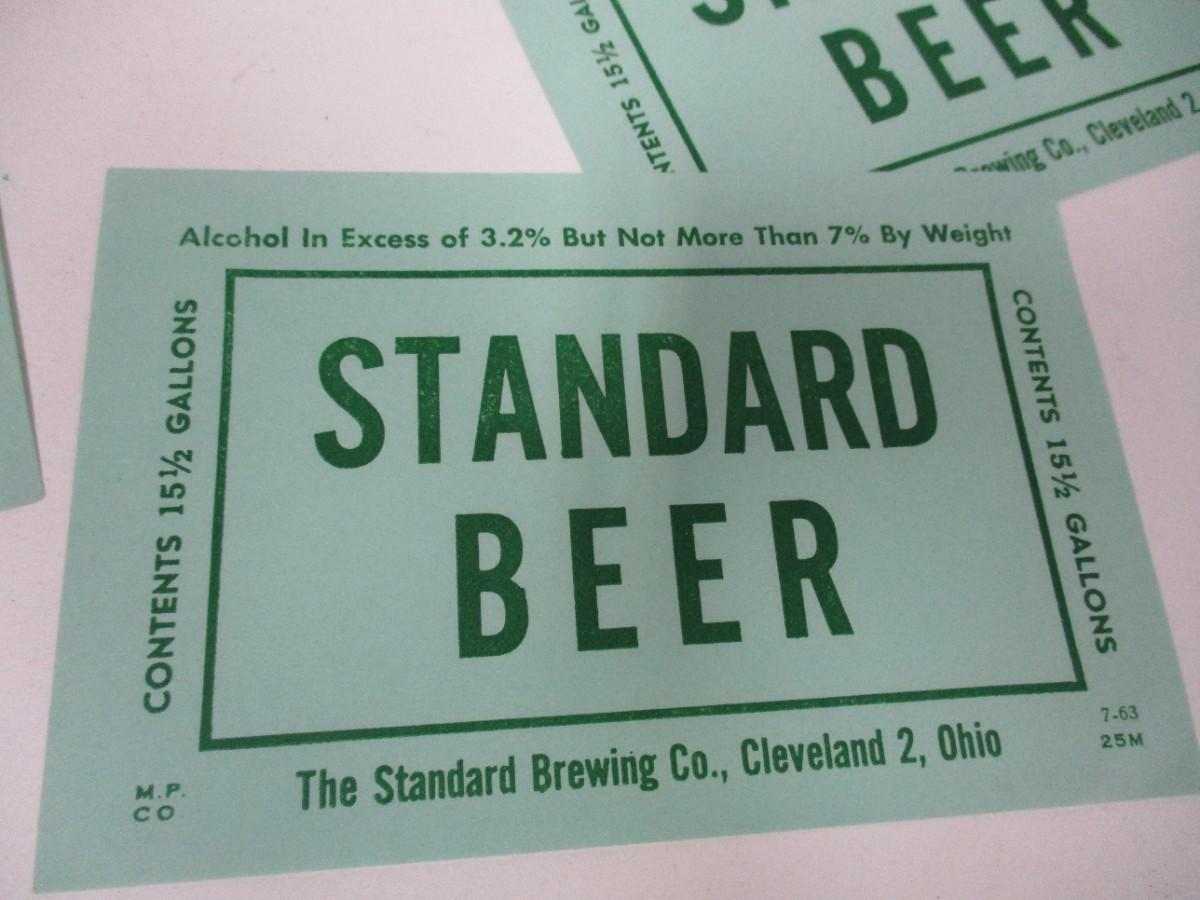 BEER
CONTENTS 15½
Brewing Co., Cleveland 2,
Alcohol In Excess of 3.2% But Not More Than 7% By Weight
CONTENTS 15½ GALLONS
STANDARD
BEER
CONTENTS 15½ GALLONS
The Standard Brewing Co., Cleveland 2, Ohio
M.P.
CO
7-63
25M